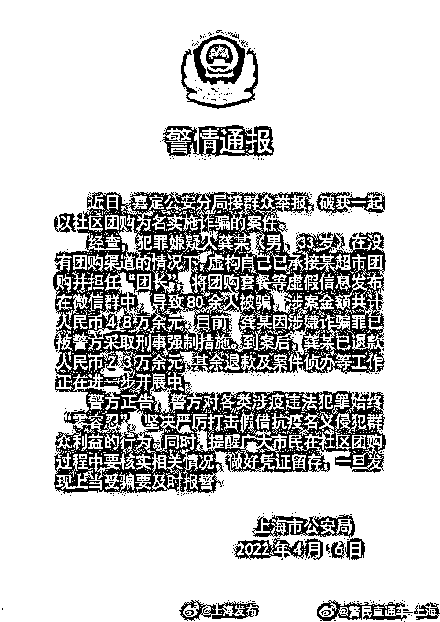 警情通报
近日，嘉定公安分局接群众举报，破获一起
以社区团购为名实施诈骗的案件。
经查，犯罪嫌疑人龚某（男，33岁）在没
有团购渠道的情况下，虚构自己已承接某超市团
购并担任“团长”，将团购套餐等虚假信息发布
在微信群中，导致80余人被骗，涉案金额共计
人民币4.8万余元。目前，龚某因涉嫌诈骗罪已
被警方采取刑事强制措施。到案后，龚某已退款
人民币2.3万余元，其余退款及案件侦办等工作
正在进一步开展中。
警方正告，警方对各类涉疫违法犯罪始终
“零容忍”，坚决严厉打击假借抗疫名义侵犯群
众利益的行为。同时，提醒广大市民在社区团购
过程中要核实相关情况，做好凭证留存，一旦发
现上当受骗要及时报警。
上海市公安局
2022年4月 6日
@上海发布 @警民直通车-上海